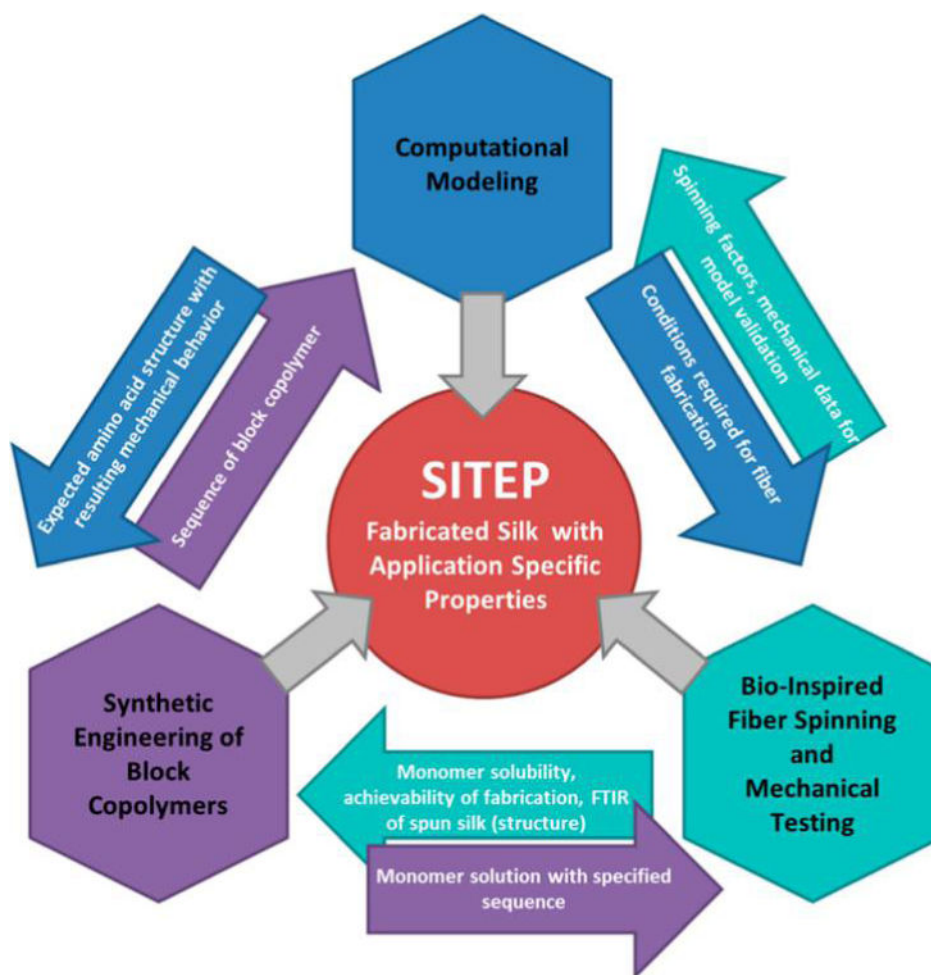 Computational
Modeling
Expected amino acid structure with
resulting mechanical behavior
Sequence of block copolymer
Spinning factors, mechanical data for
model validation
Conditions required for fiber
fabrication
SITEP
Fabricated Silk with
Application Specific
Properties
Synthetic
Engineering of
Block
Copolymers
Bio-Inspired
Fiber Spinning
and
Mechanical
Testing
Monomer solubility,
achievability of fabrication, FTIR
of spun silk (structure)
Monomer solution with specified
sequence